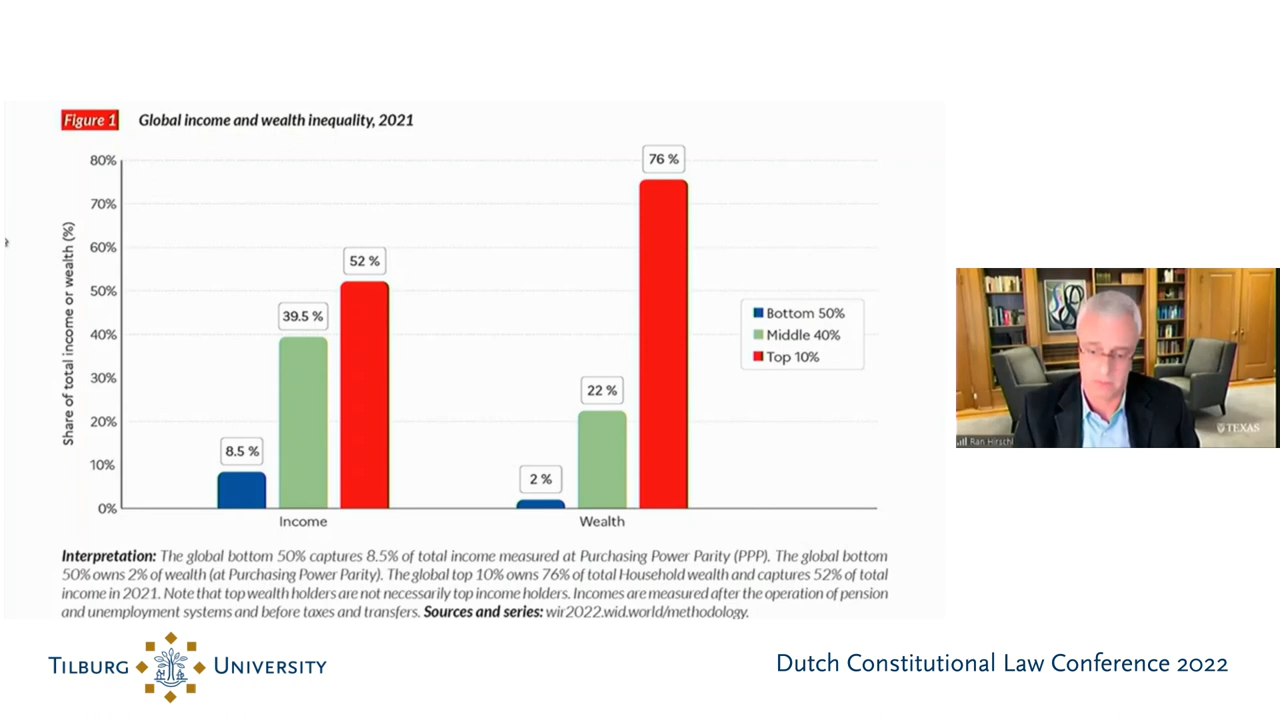 Figure 1 Global income and wealth inequality, 2021
Share of total income or wealth (%)
80%
70%
60%
50%
40%
30%
20%
10%
0%
8.5 %
39.5 %
52 %
2 %
22 %
76 %
Income
Wealth
Bottom 50%
Middle 40%
Top 10%
Interpretation: The global bottom 50% captures 8.5% of total income measured at Purchasing Power Parity (PPP). The global bottom
50% owns 2% of wealth (at Purchasing Power Parity). The global top 10% owns 76% of total Household wealth and captures 52% of total
income in 2021. Note that top wealth holders are not necessarily top income holders. Incomes are measured after the operation of pension
and unemployment systems and before taxes and transfers. Sources and series: wir2022.wid.world/methodology.
Ran Hirschl
TEXAS
TILBURG UNIVERSITY
Dutch Constitutional Law Conference 2022